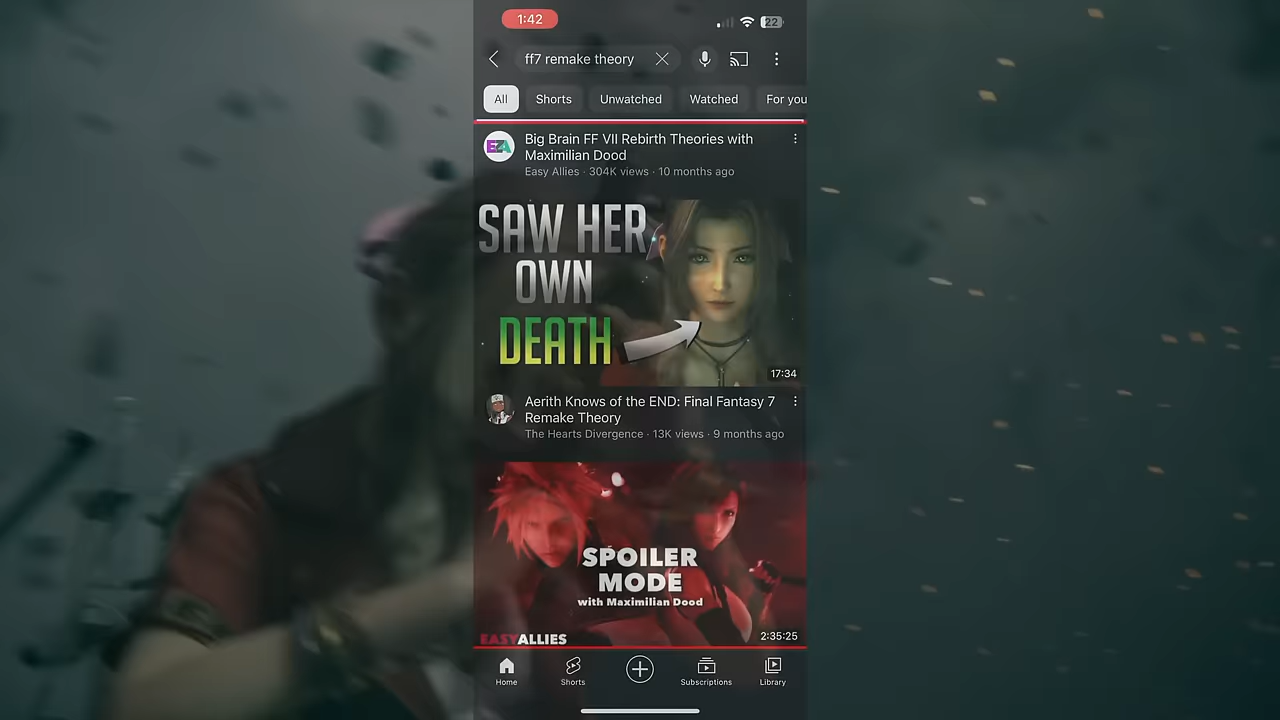 1:42
22
ff7 remake theory
All
Shorts
Unwatched
Watched
For you
EZA
Big Brain FF VII Rebirth Theories with
Maximilian Dood
Easy Allies · 304K views · 10 months ago
SAW HER
OWN
DEATH
17:34
Aerith Knows of the END: Final Fantasy 7
Remake Theory
The Hearts Divergence · 13K views · 9 months ago
SPOILER
MODE
with Maximilian Dood
EASYALLIES
2:35:25
Home
Shorts
Subscriptions
Library